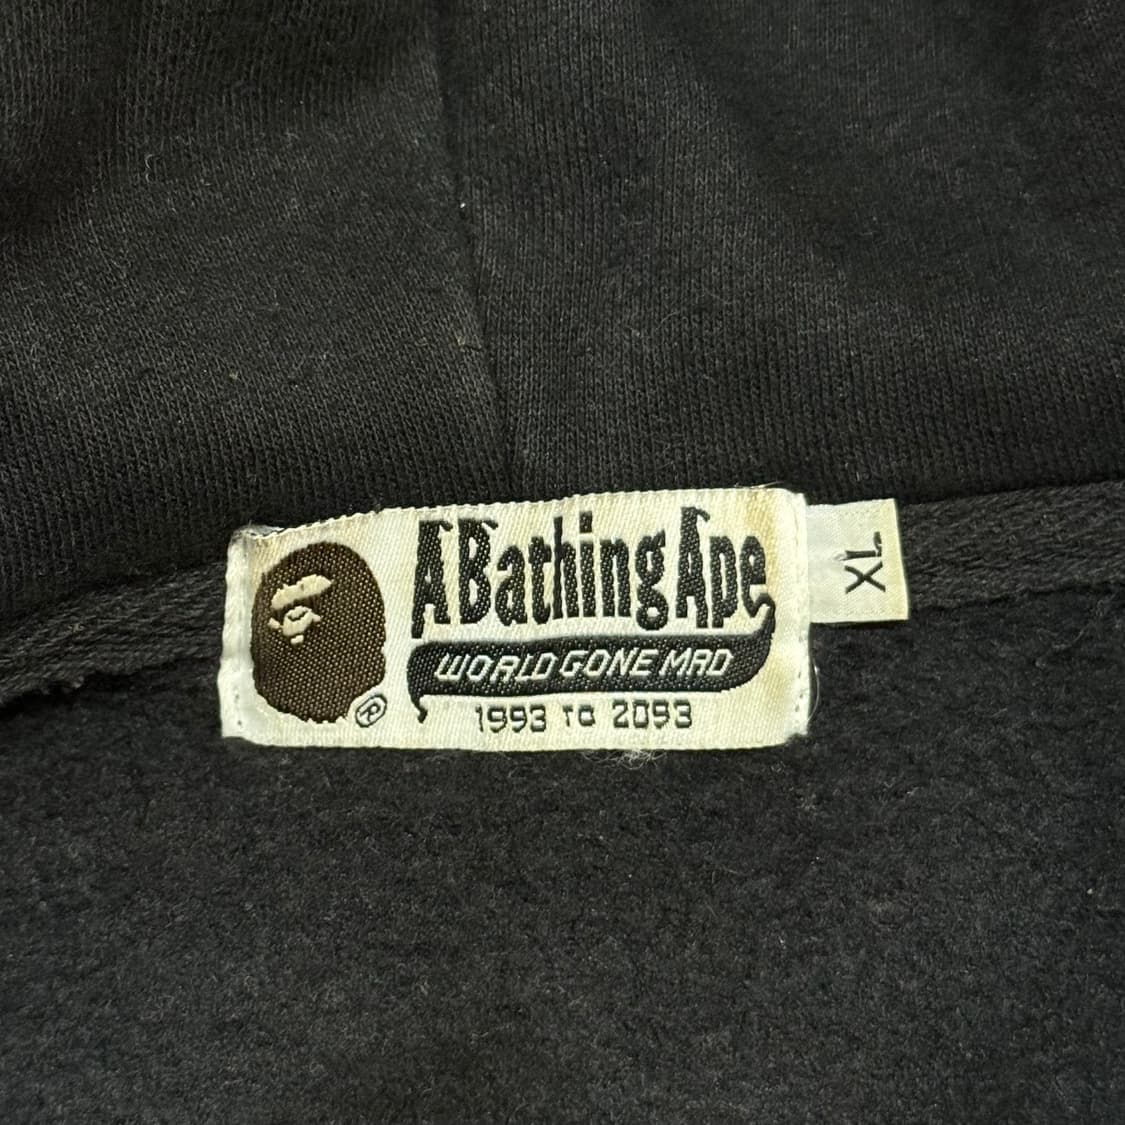 A Bathing Ape
WORLD GONE MAD
1993 TO 2093
®
XL